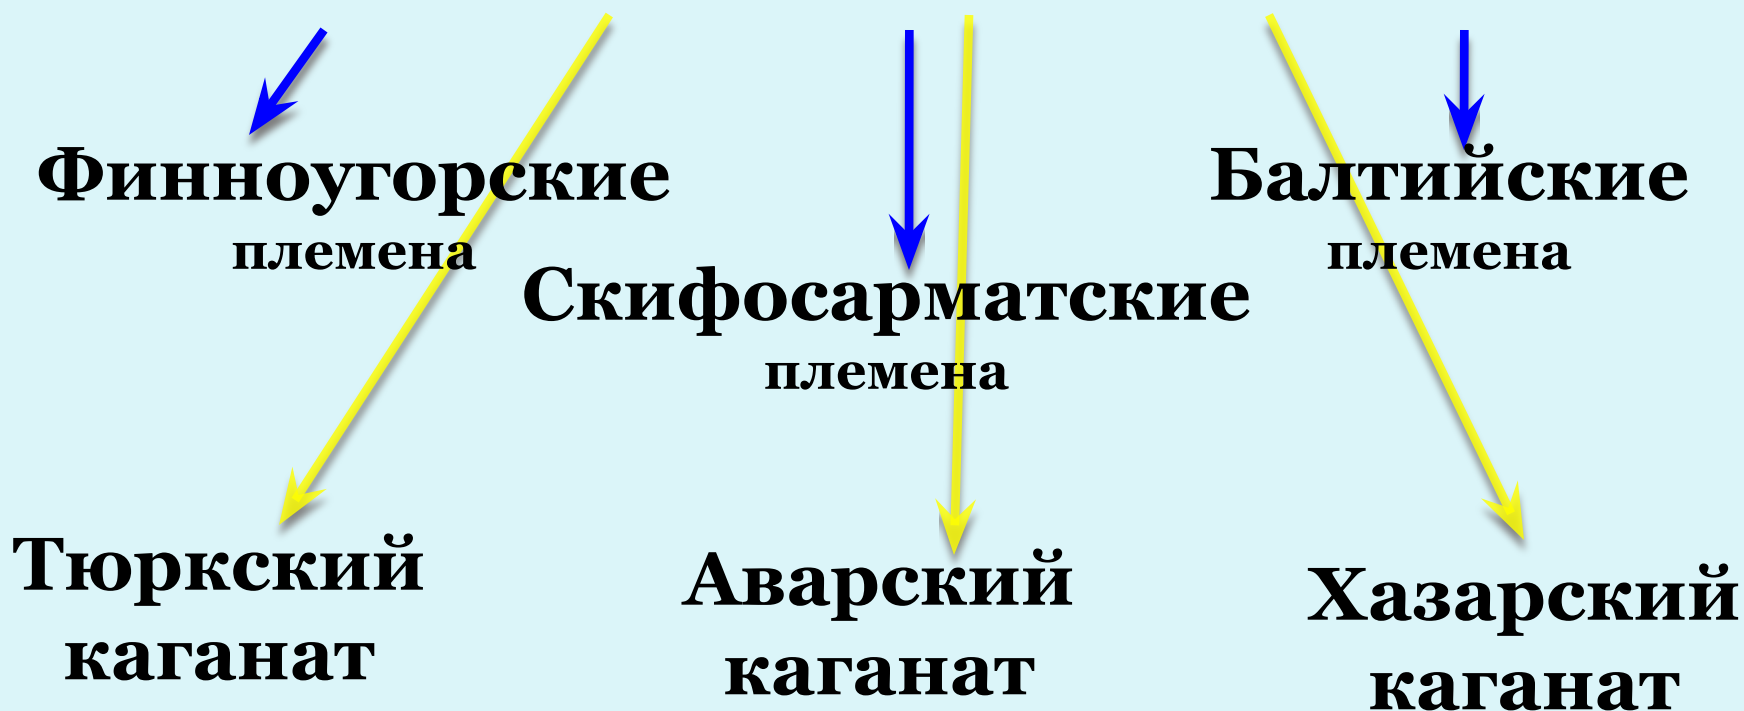 Финноугорские
племена
Балтийские
племена
Скифосарматские
племена
Тюркский
каганат
Аварский
каганат
Хазарский
каганат